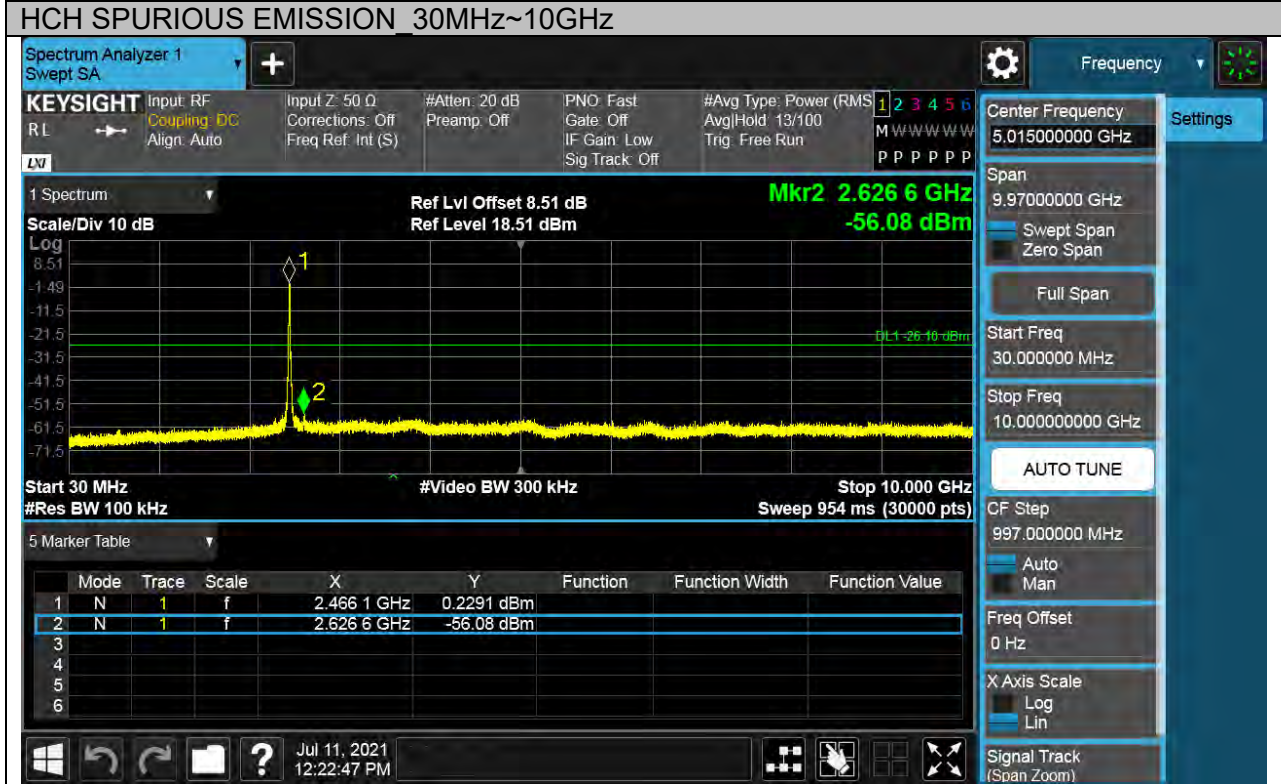 HCH SPURIOUS EMISSION_30MHz~10GHz
Spectrum Analyzer 1
Swept SA
+
Frequency
KEYSIGHT
RL
LXI
Input: RF
Coupling: DC
Align: Auto
Input Z: 50 Ω
Corrections: Off
Freq Ref: Int (S)
#Atten: 20 dB
Preamp: Off
PNO: Fast
Gate: Off
IF Gain: Low
Sig Track: Off
#Avg Type: Power (RMS
Avg|Hold: 13/100
Trig: Free Run
1 2 3 4 5 6
M W W W W W
P P P P P P
Center Frequency
5.015000000 GHz
Settings
1 Spectrum
Scale/Div 10 dB
Ref Lvl Offset 8.51 dB
Ref Level 18.51 dBm
Mkr2 2.626 6 GHz
-56.08 dBm
Log
8.51
-1.49
-11.5
-21.5
-31.5
-41.5
-51.5
-61.5
-71.5
1
2
DL1 -26.10 dBm
Start 30 MHz
#Res BW 100 kHz
#Video BW 300 kHz
Stop 10.000 GHz
Sweep 954 ms (30000 pts)
Span
9.97000000 GHz
Swept Span
Zero Span
Full Span
Start Freq
30.000000 MHz
Stop Freq
10.000000000 GHz
AUTO TUNE
CF Step
997.000000 MHz
Auto
Man
Freq Offset
0 Hz
X Axis Scale
Log
Lin
Signal Track
(Span Zoom)
5 Marker Table
Mode Trace Scale X Y Function Function Width Function Value
1 N 1 f 2.466 1 GHz 0.2291 dBm
2 N 1 f 2.626 6 GHz -56.08 dBm
3
4
5
6
?
Jul 11, 2021
12:22:47 PM